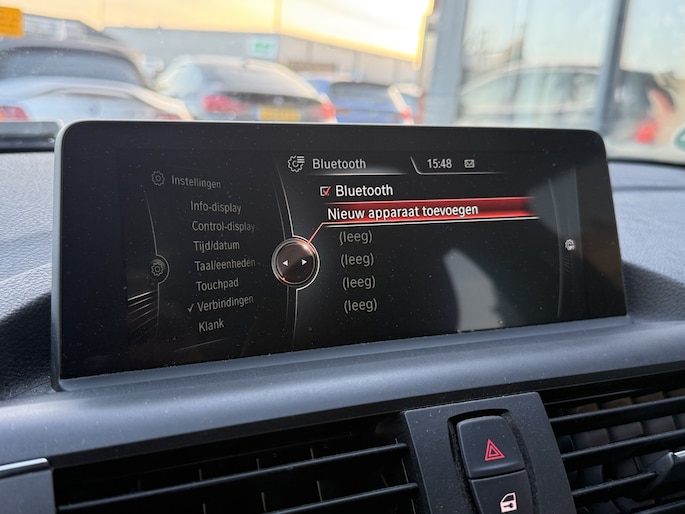 Bluetooth 15:48
Instellingen
Info-display
Control-display
Tijd/datum
Taal/eenheden
Touchpad
✓ Verbindingen
Klank
Bluetooth
Nieuw apparaat toevoegen
(leeg)
(leeg)
(leeg)
(leeg)